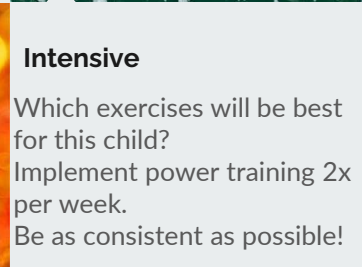 Intensive
Which exercises will be best
for this child?
Implement power training 2x
per week.
Be as consistent as possible!